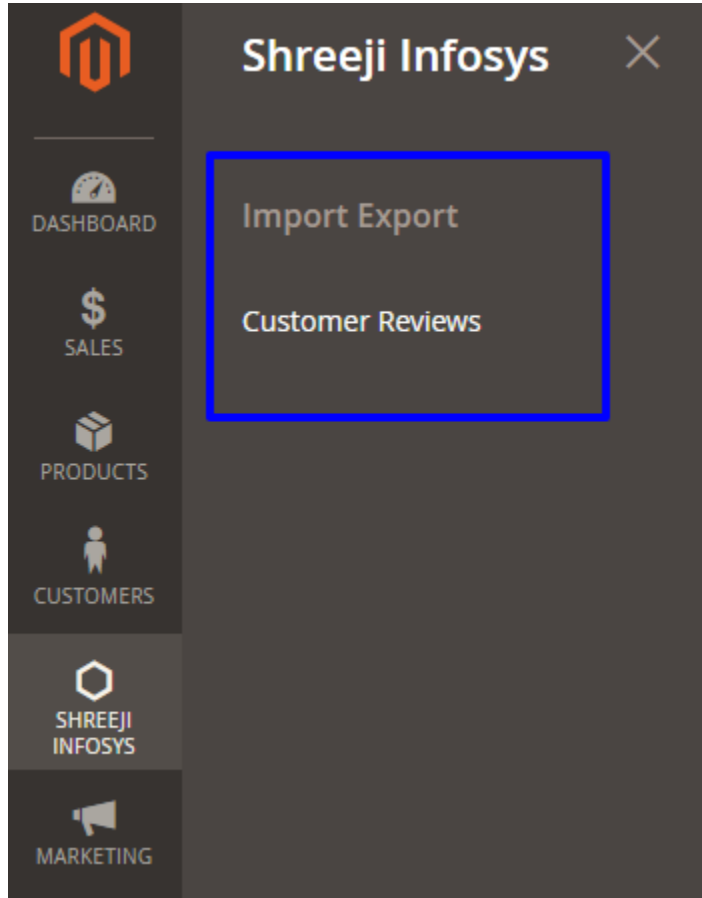 Shreeji Infosys
Import Export
Customer Reviews
DASHBOARD
$
SALES
PRODUCTS
CUSTOMERS
SHREEJI
INFOSYS
MARKETING